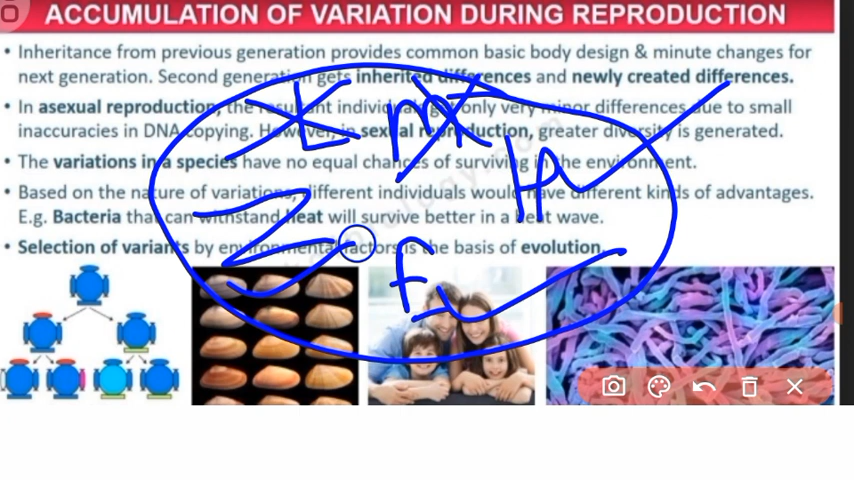 ACCUMULATION OF VARIATION DURING REPRODUCTION
• Inheritance from previous generation provides common basic body design & minute changes for
next generation. Second generation gets inherited differences and newly created differences.
• In asexual reproduction, the resultant individuals get only very minor differences due to small
inaccuracies in DNA copying. However, in sexual reproduction, greater diversity is generated.
• The variations in a species have no equal chances of surviving in the environment.
• Based on the nature of variations, different individuals would have different kinds of advantages.
E.g. Bacteria that can withstand heat will survive better in a heat wave.
• Selection of variants by environmental factors is the basis of evolution.